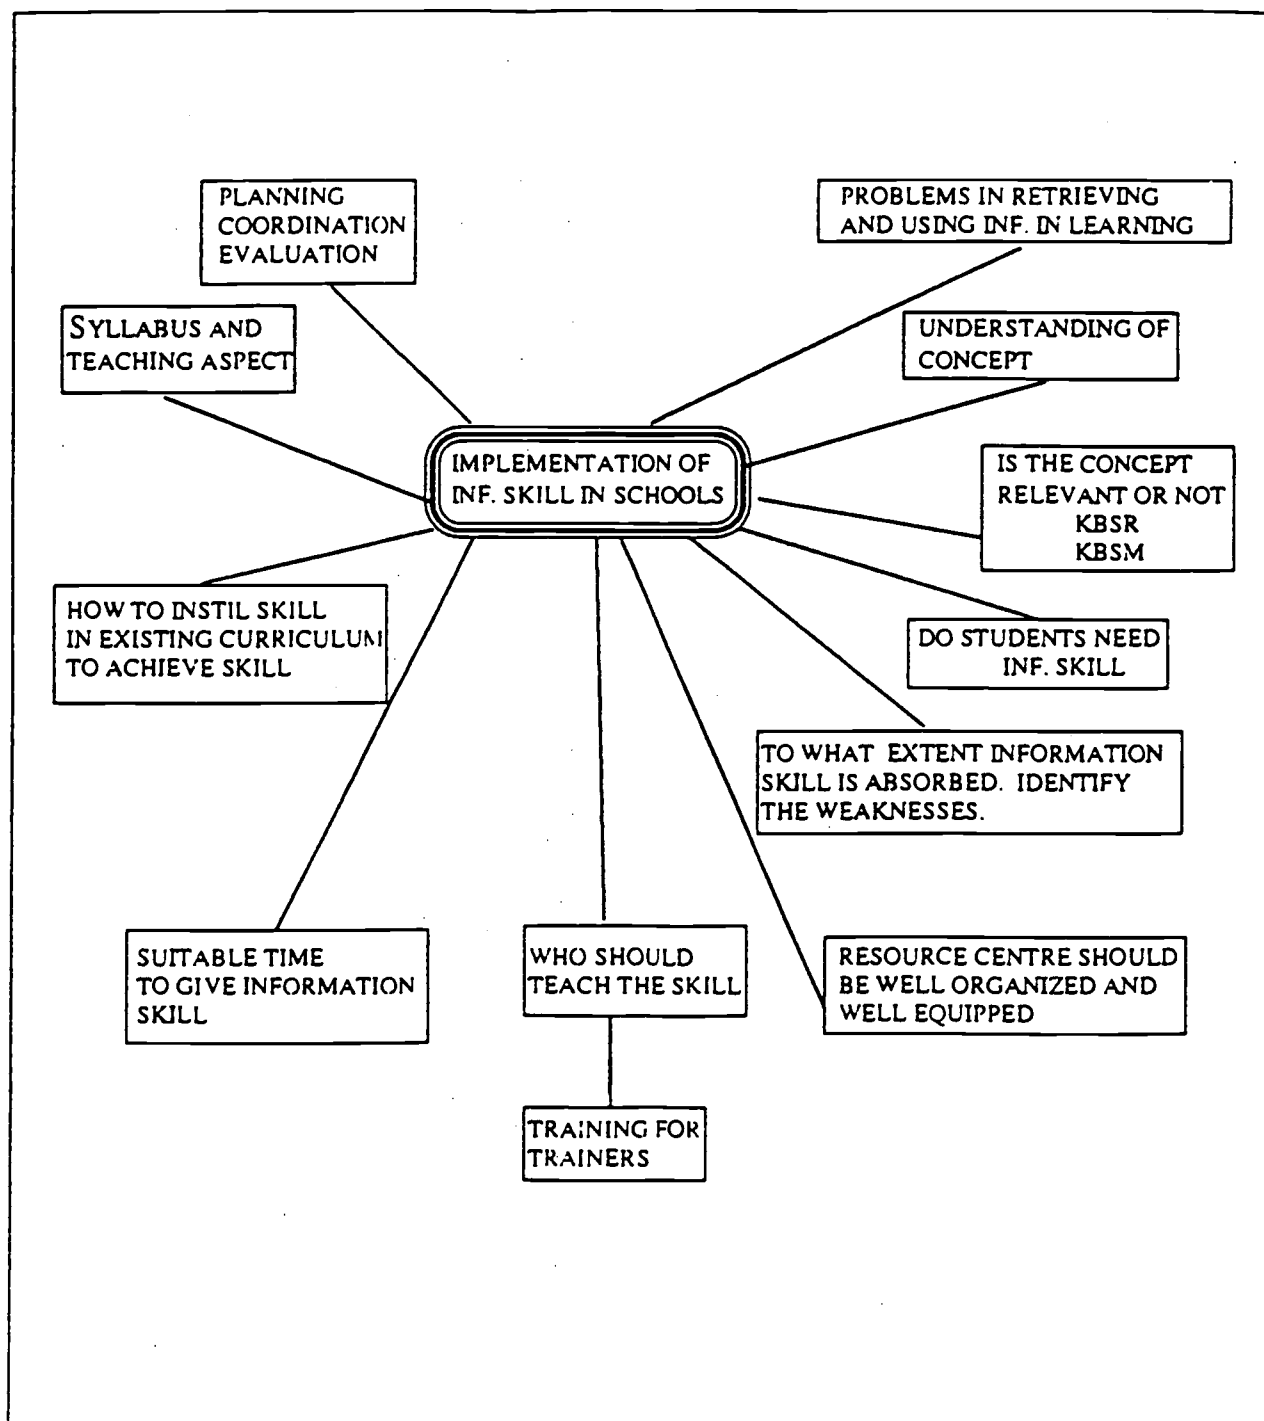 PLANNING
COORDINATION
EVALUATION
PROBLEMS IN RETRIEVING
AND USING INF. IN LEARNING
SYLLABUS AND
TEACHING ASPECT
UNDERSTANDING OF
CONCEPT
IMPLEMENTATION OF
INF. SKILL IN SCHOOLS
IS THE CONCEPT
RELEVANT OR NOT
KBSR
KBSM
HOW TO INSTIL SKILL
IN EXISTING CURRICULUM
TO ACHIEVE SKILL
DO STUDENTS NEED
INF. SKILL
TO WHAT EXTENT INFORMATION
SKILL IS ABSORBED. IDENTIFY
THE WEAKNESSES.
SUITABLE TIME
TO GIVE INFORMATION
SKILL
WHO SHOULD
TEACH THE SKILL
RESOURCE CENTRE SHOULD
BE WELL ORGANIZED AND
WELL EQUIPPED
TRAINING FOR
TRAINERS